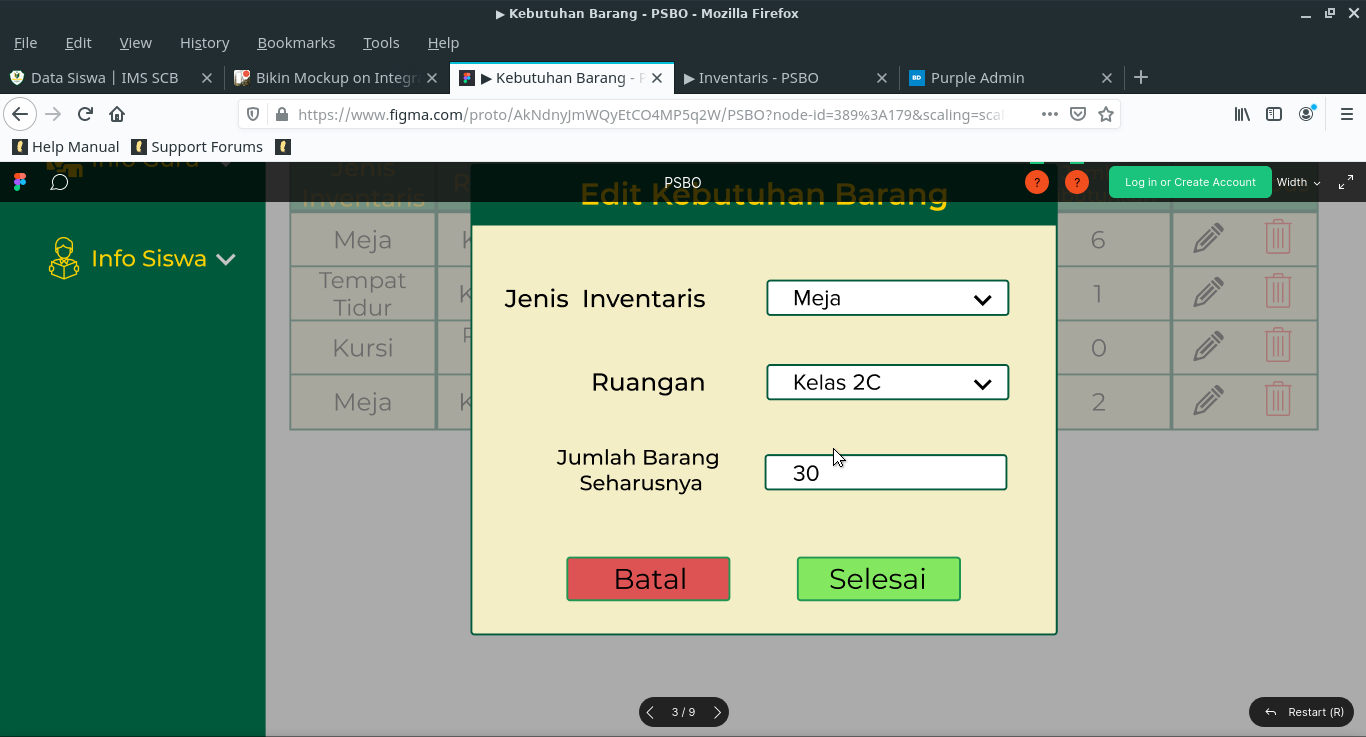 ▶ Kebutuhan Barang - PSBO - Mozilla Firefox
File Edit View History Bookmarks Tools Help
Data Siswa | IMS SCB
Bikin Mockup on Integra
▶ Kebutuhan Barang - P
▶ Inventaris - PSBO
Purple Admin
https://www.figma.com/proto/AkNdnyJmWQyEtCO4MP5q2W/PSBO?node-id=389%3A179&scaling=scal
Help Manual Support Forums
Info Guru
PSBO
? ?
Log in or Create Account
Width
Jenis
Inventaris
Edit Kebutuhan Barang
Info Siswa
Meja K 6
Tempat
Tidur K 1
Kursi 0
Meja K 2
Jenis Inventaris Meja
Ruangan Kelas 2C
Jumlah Barang
Seharusnya 30
Batal Selesai
3 / 9
Restart (R)